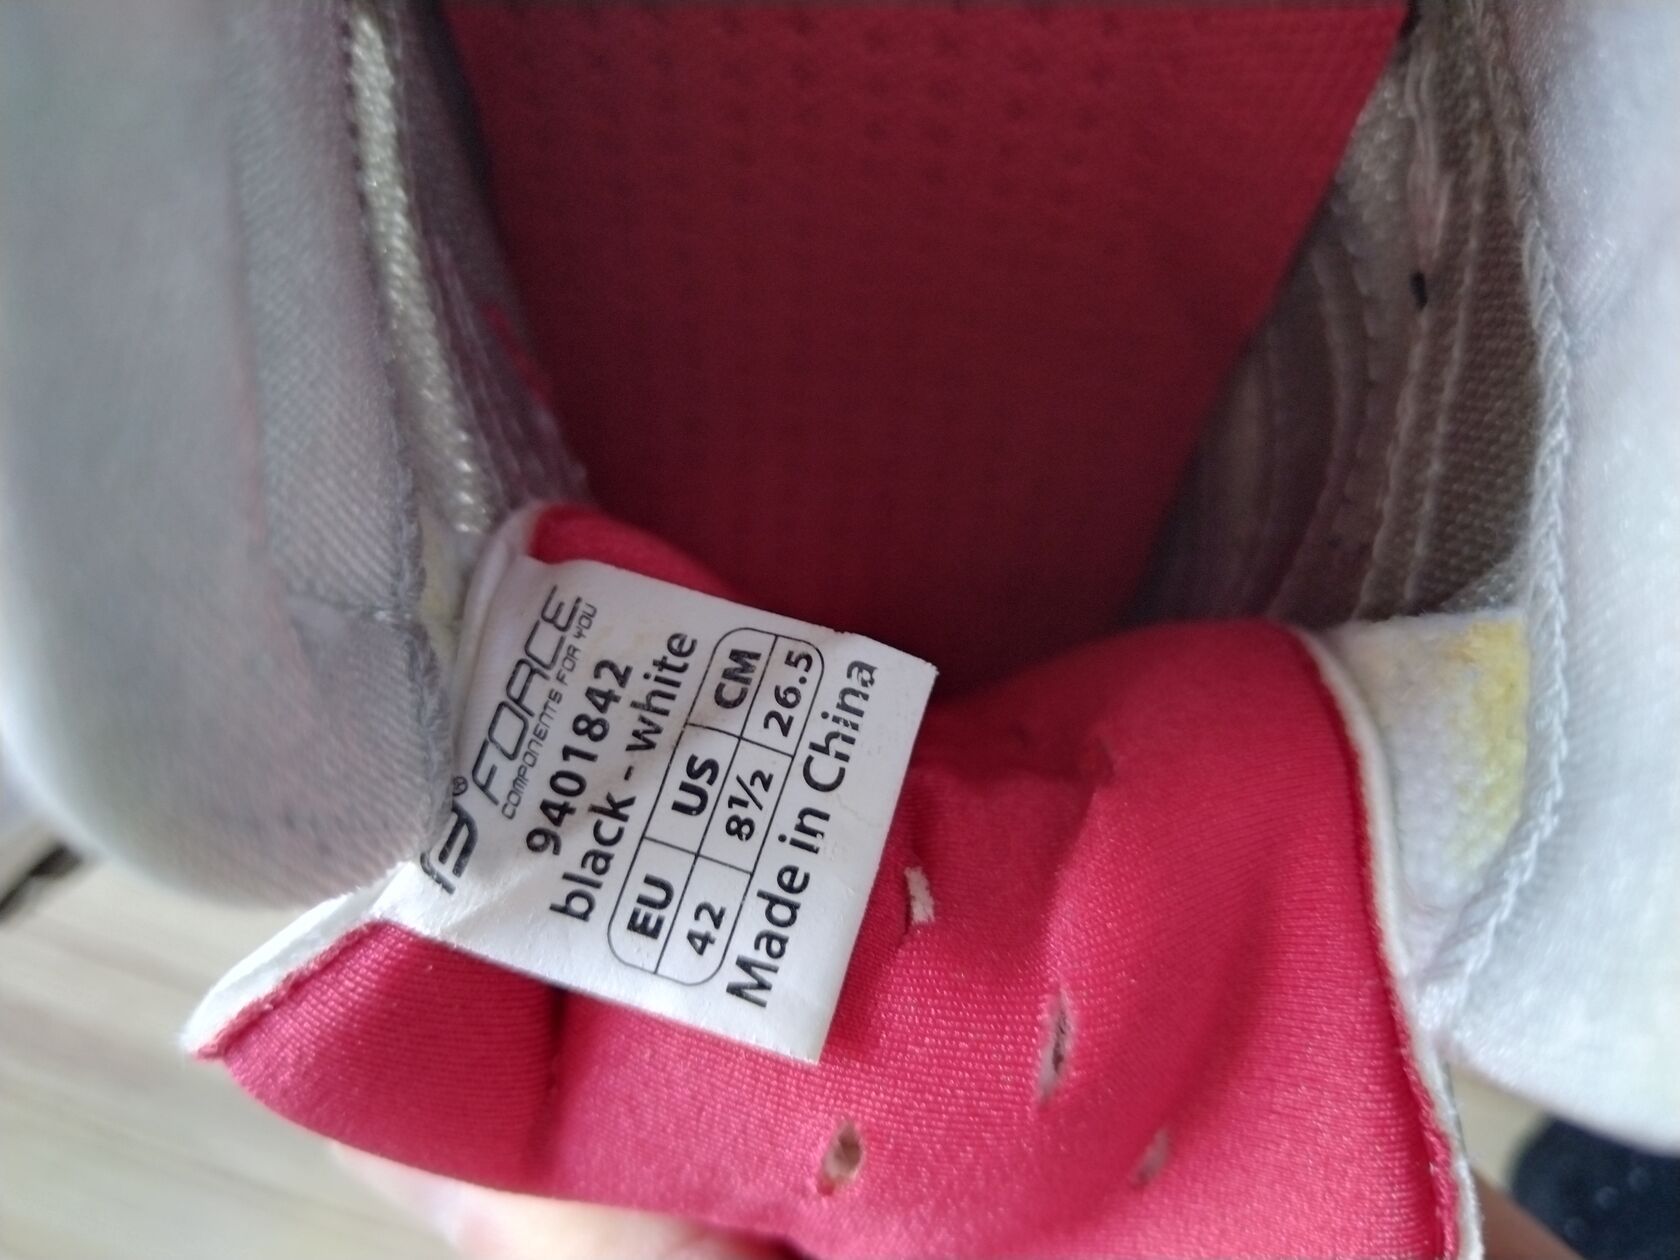 ® FORCE
COMPONENTS FOR YOU
9401842
black - white
EU US CM
42 8½ 26.5
Made in China